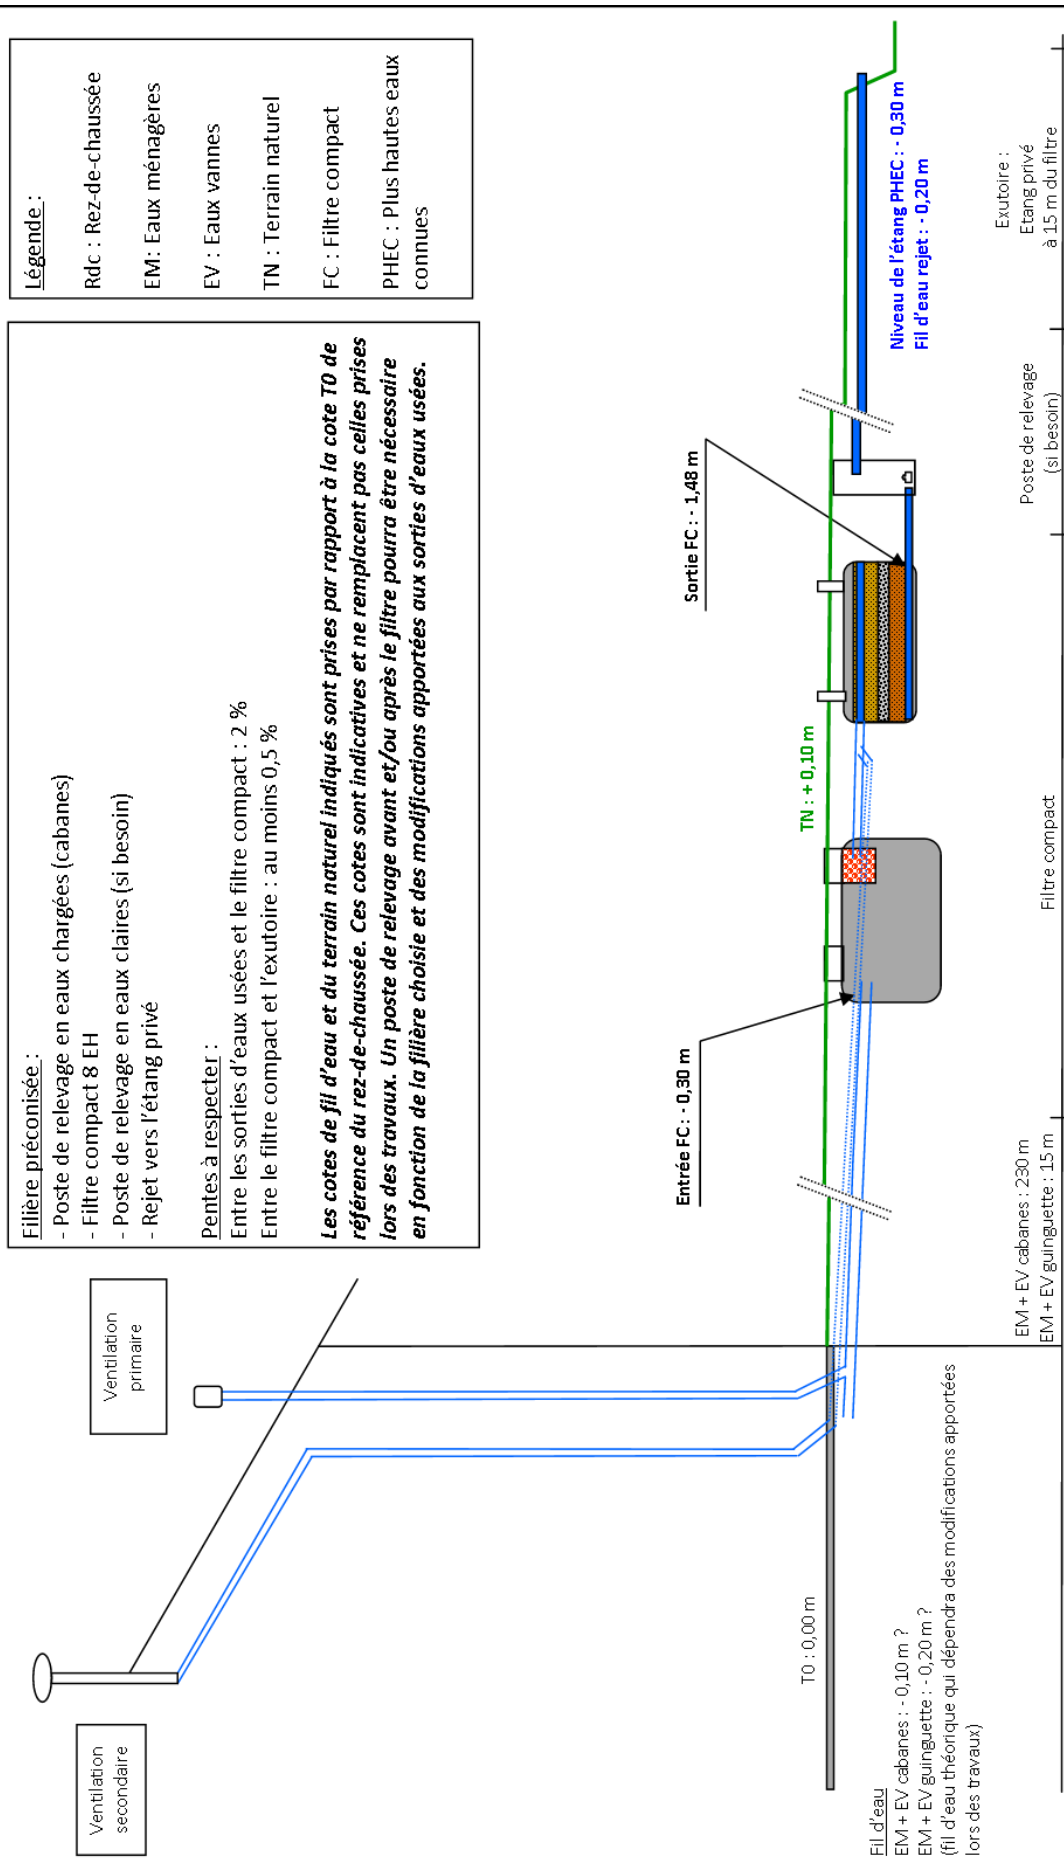 Filière préconisée :
- Poste de relevage en eaux chargées (cabanes)
- Filtre compact 8 EH
- Poste de relevage en eaux claires (si besoin)
- Rejet vers l'étang privé
Pentes à respecter :
Entre les sorties d'eaux usées et le filtre compact : 2 %
Entre le filtre compact et l'exutoire : au moins 0,5 %
Les cotes de fil d'eau et du terrain naturel indiqués sont prises par rapport à la cote T0 de
référence du rez-de-chaussée. Ces cotes sont indicatives et ne remplacent pas celles prises
lors des travaux. Un poste de relevage avant et/ou après le filtre pourra être nécessaire
en fonction de la filière choisie et des modifications apportées aux sorties d'eaux usées.
Légende :
Rdc : Rez-de-chaussée
EM: Eaux ménagères
EV : Eaux vannes
TN : Terrain naturel
FC : Filtre compact
PHEC : Plus hautes eaux
connues
Ventilation
secondaire
Ventilation
primaire
Entrée FC : - 0,30 m
Sortie FC : - 1,48 m
T0 : 0,00 m
TN : + 0,10 m
Niveau de l'étang PHEC : - 0,30 m
Fil d'eau rejet : - 0,20 m
Fil d'eau
EM + EV cabanes : - 0,10 m ?
EM + EV guinguette : - 0,20 m ?
(fil d'eau théorique qui dépendra des modifications apportées
lors des travaux)
EM + EV cabanes : 230 m
EM + EV guinguette : 15 m
Filtre compact
Poste de relevage
(si besoin)
Exutoire :
Etang privé
à 15 m du filtre